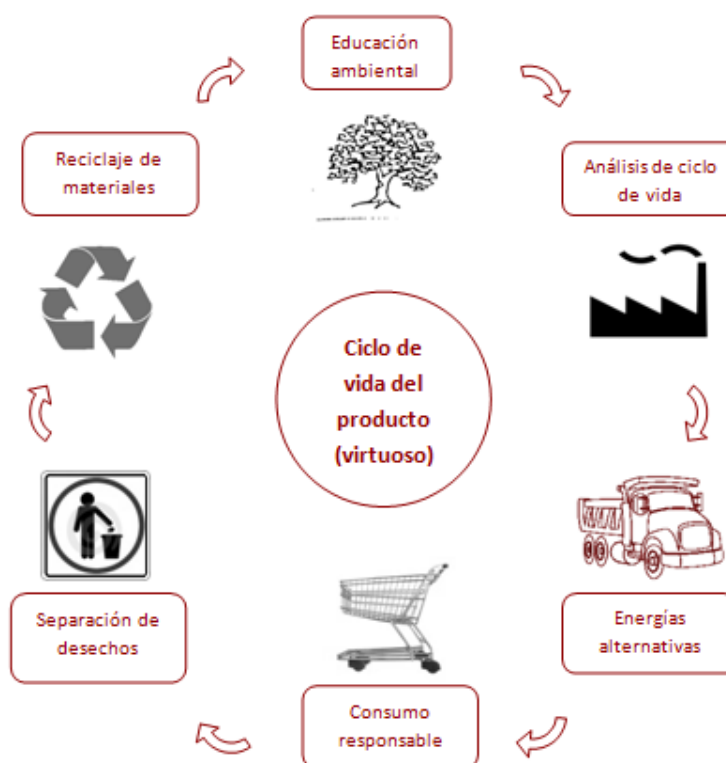 Educación
ambiental
Análisis de ciclo
de vida
Energías
alternativas
Consumo
responsable
Separación de
desechos
Reciclaje de
materiales
Ciclo de
vida del
producto
(virtuoso)